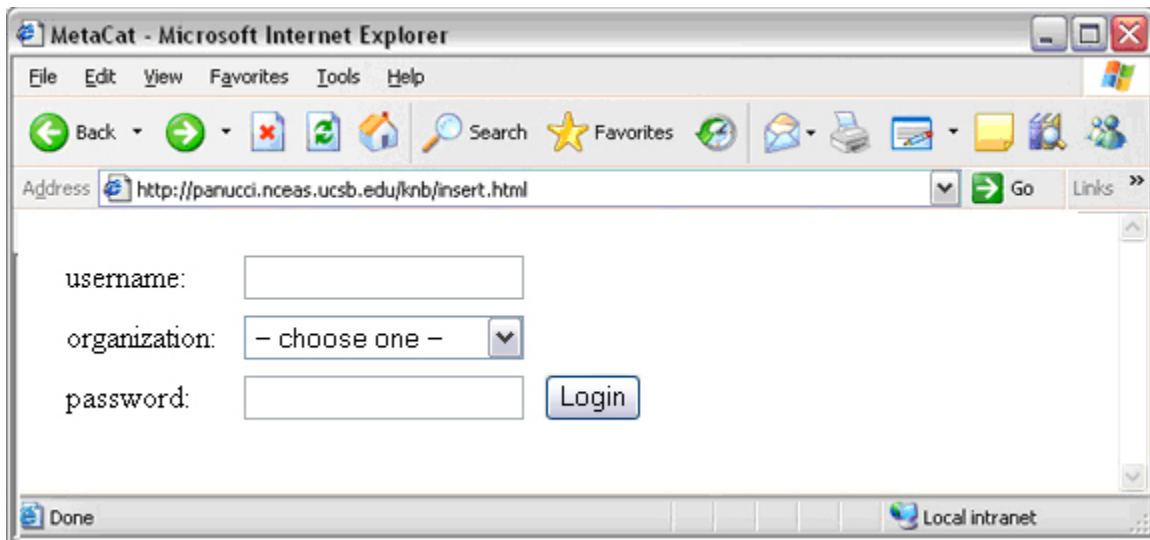 MetaCat - Microsoft Internet Explorer
File Edit View Favorites Tools Help
Back Search Favorites
Address http://panucci.nceas.ucsb.edu/knb/insert.html Go Links »
username:
organization: – choose one –
password: Login
Done Local intranet